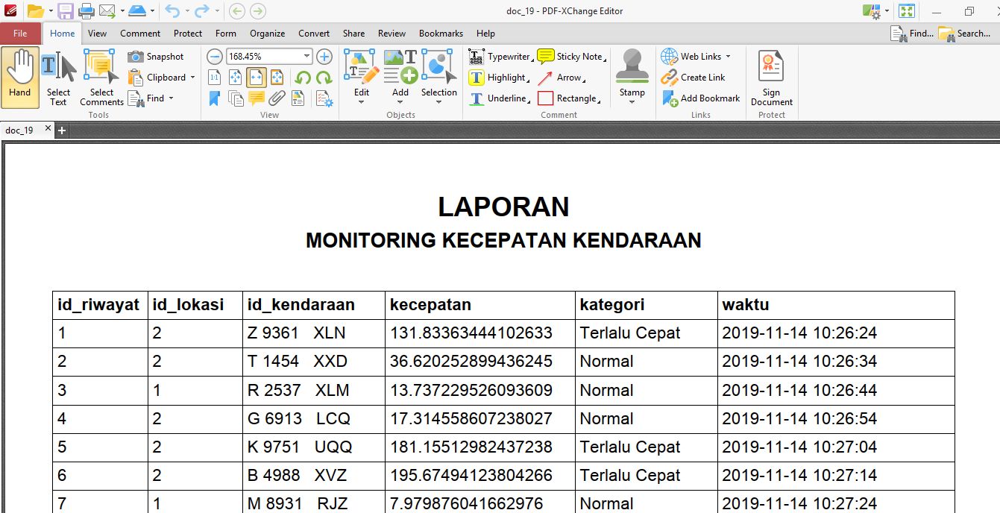 doc_19 - PDF-XChange Editor
File Home View Comment Protect Form Organize Convert Share Review Bookmarks Help Find... Search...
Hand
Select Text
Select Comments
Snapshot
Clipboard
Find
Tools
168.45%
1:1
View
Edit
Add
Selection
Objects
Typewriter
Highlight
Underline
Sticky Note
Arrow
Rectangle
Stamp
Comment
Web Links
Create Link
Add Bookmark
Links
Sign Document
Protect
doc_19
LAPORAN
MONITORING KECEPATAN KENDARAAN
id_riwayat id_lokasi id_kendaraan kecepatan kategori waktu
1 2 Z 9361 XLN 131.83363444102633 Terlalu Cepat 2019-11-14 10:26:24
2 2 T 1454 XXD 36.620252899436245 Normal 2019-11-14 10:26:34
3 1 R 2537 XLM 13.737229526093609 Normal 2019-11-14 10:26:44
4 2 G 6913 LCQ 17.314558607238027 Normal 2019-11-14 10:26:54
5 2 K 9751 UQQ 181.15512982437238 Terlalu Cepat 2019-11-14 10:27:04
6 2 B 4988 XVZ 195.67494123804266 Terlalu Cepat 2019-11-14 10:27:14
7 1 M 8931 RJZ 7.979876041662976 Normal 2019-11-14 10:27:24